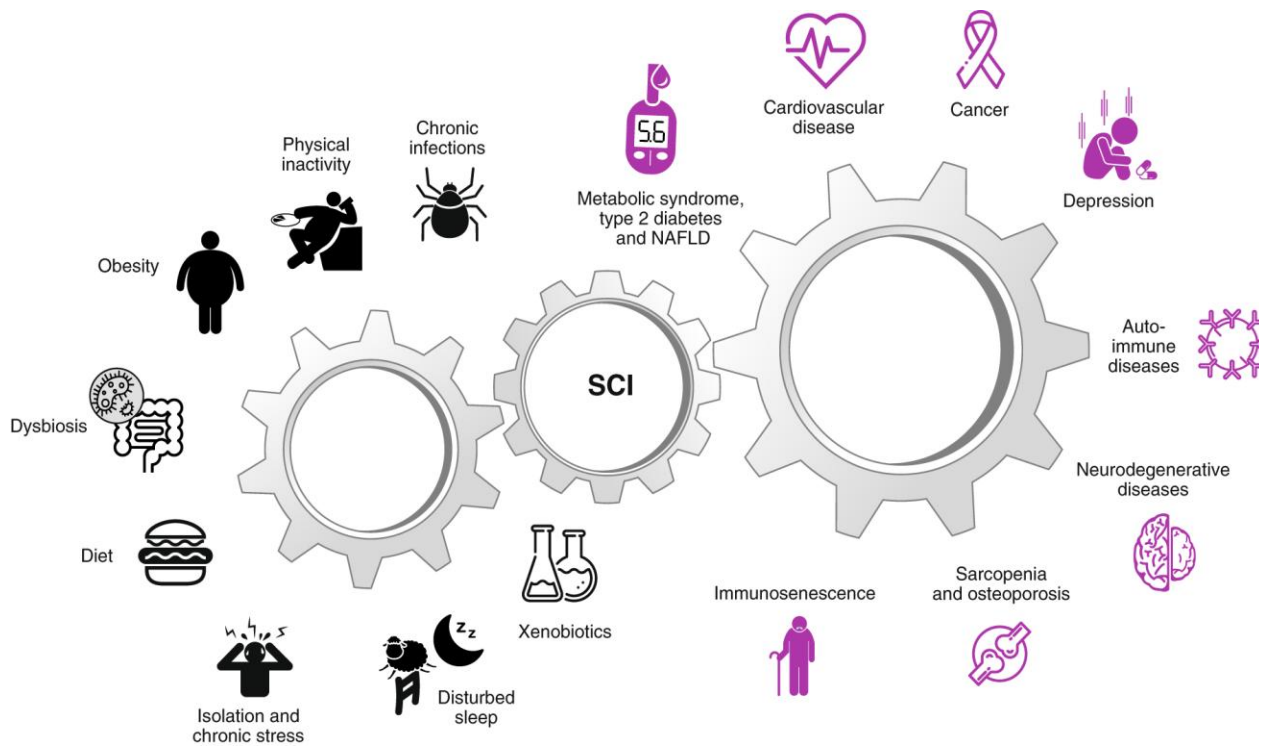 Cardiovascular
disease
Cancer
5.6
Chronic
infections
Physical
inactivity
Metabolic syndrome,
type 2 diabetes
and NAFLD
Depression
Obesity
SCI
Auto-
immune
diseases
Dysbiosis
Neurodegenerative
diseases
Diet
Sarcopenia
and osteoporosis
Immunosenescence
zz
Xenobiotics
Disturbed
sleep
Isolation and
chronic stress